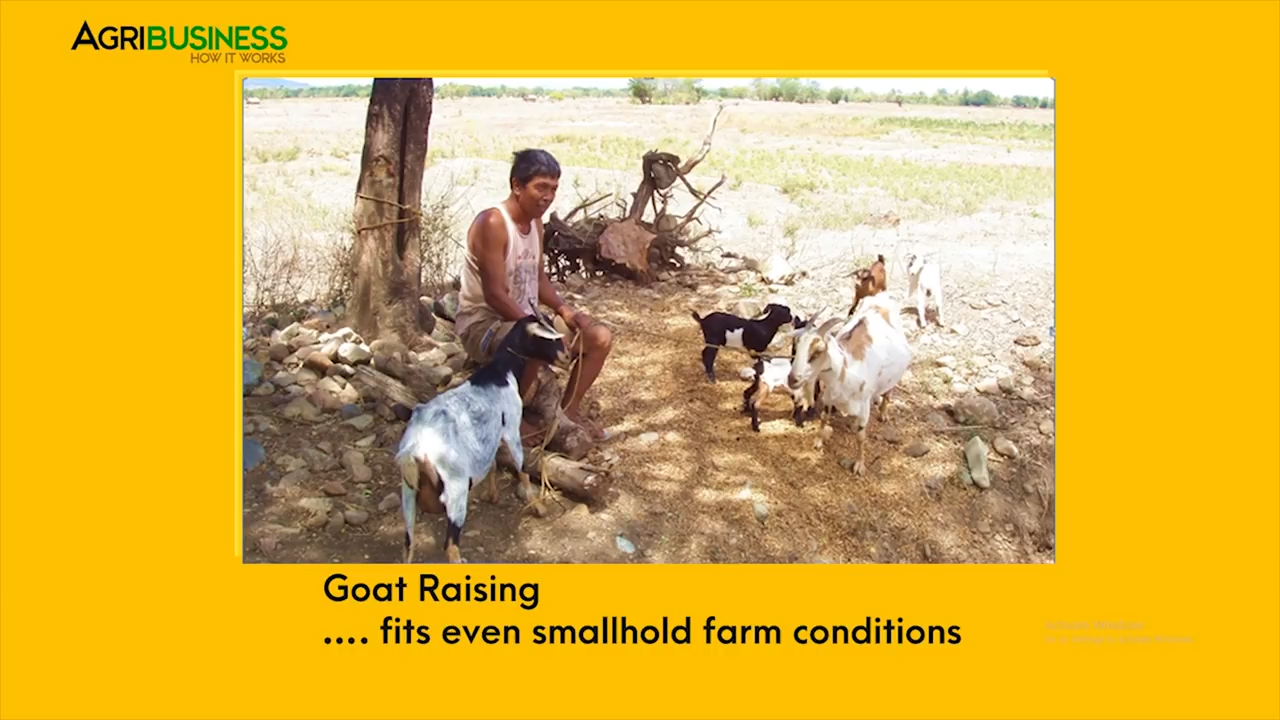 AGRIBUSINESS
HOW IT WORKS
Goat Raising
.... fits even smallhold farm conditions